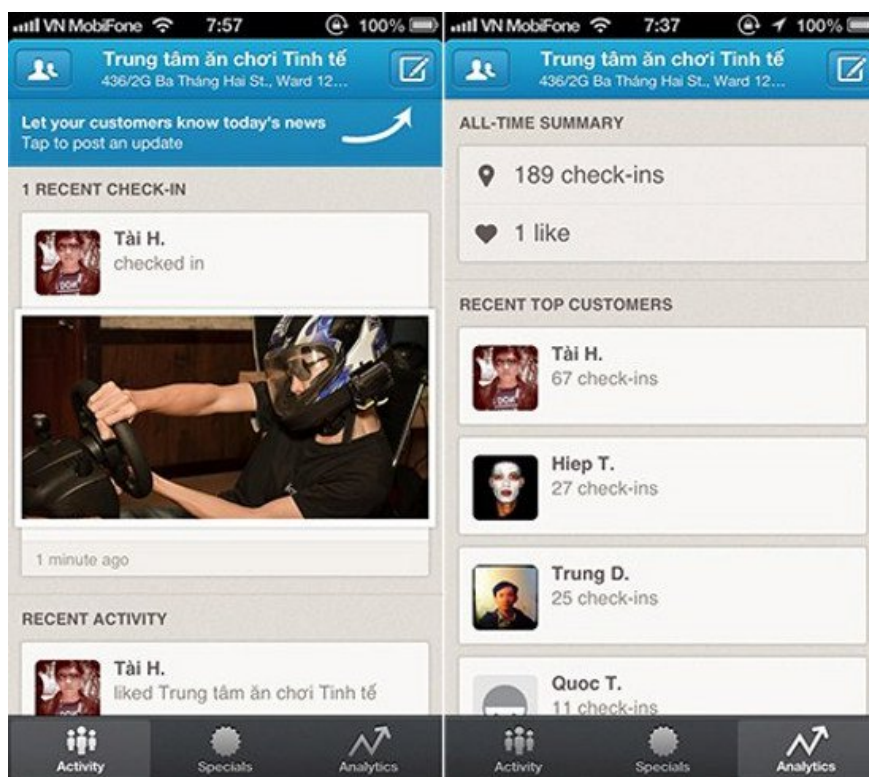 VN MobiFone 7:57 100%
Trung tâm ăn chơi Tinh tế
436/2G Ba Tháng Hai St., Ward 12...
Let your customers know today's news
Tap to post an update
1 RECENT CHECK-IN
Tài H.
checked in
1 minute ago
RECENT ACTIVITY
Tài H.
liked Trung tâm ăn chơi Tinh tế
Activity
Specials
Analytics
VN MobiFone 7:37 100%
Trung tâm ăn chơi Tinh tế
436/2G Ba Tháng Hai St., Ward 12...
ALL-TIME SUMMARY
189 check-ins
1 like
RECENT TOP CUSTOMERS
Tài H.
67 check-ins
Hiep T.
27 check-ins
Trung D.
25 check-ins
Quoc T.
11 check-ins
Activity
Specials
Analytics